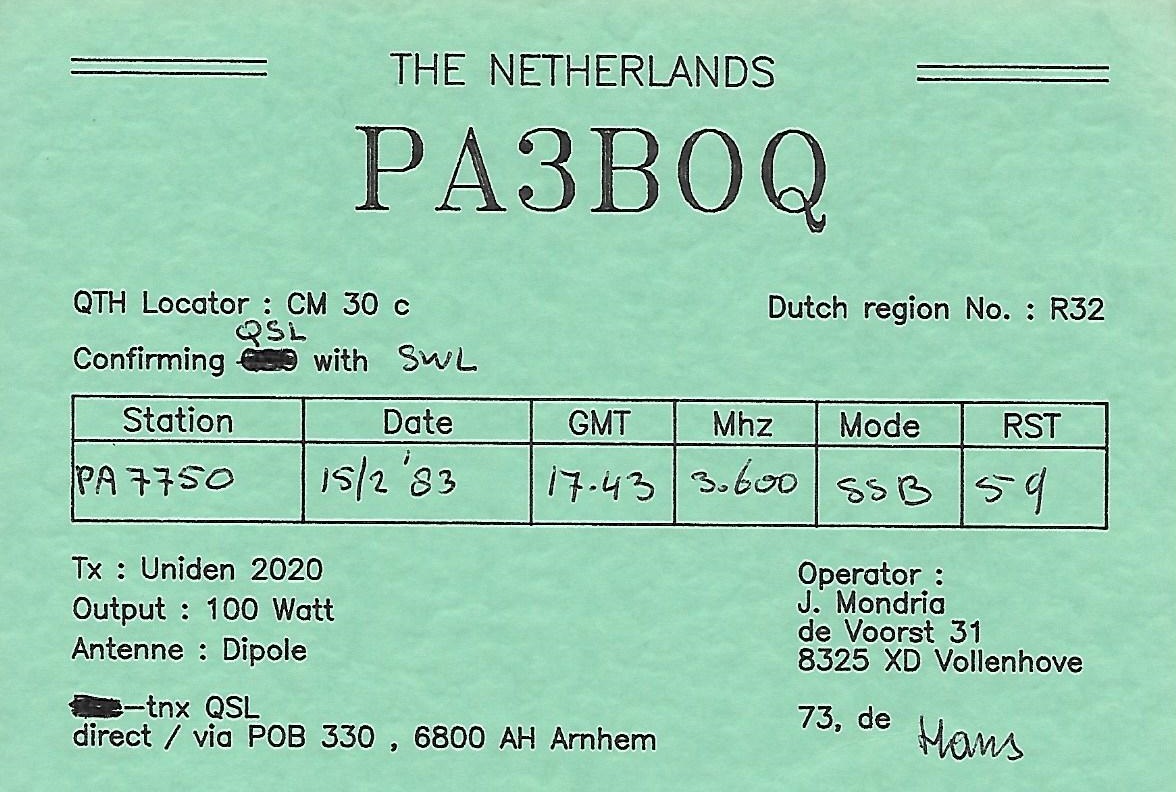 THE NETHERLANDS
PA3BOQ
QTH Locator : CM 30 c
Dutch region No. : R32
QSL
Confirming with SWL
Station Date GMT Mhz Mode RST
PA7750 15/2 '83 17.43 3.600 SSB 59
Tx : Uniden 2020
Output : 100 Watt
Antenne : Dipole
Operator :
J. Mondria
de Voorst 31
8325 XD Vollenhove
-tnx QSL
direct / via POB 330 , 6800 AH Arnhem
73, de Hans